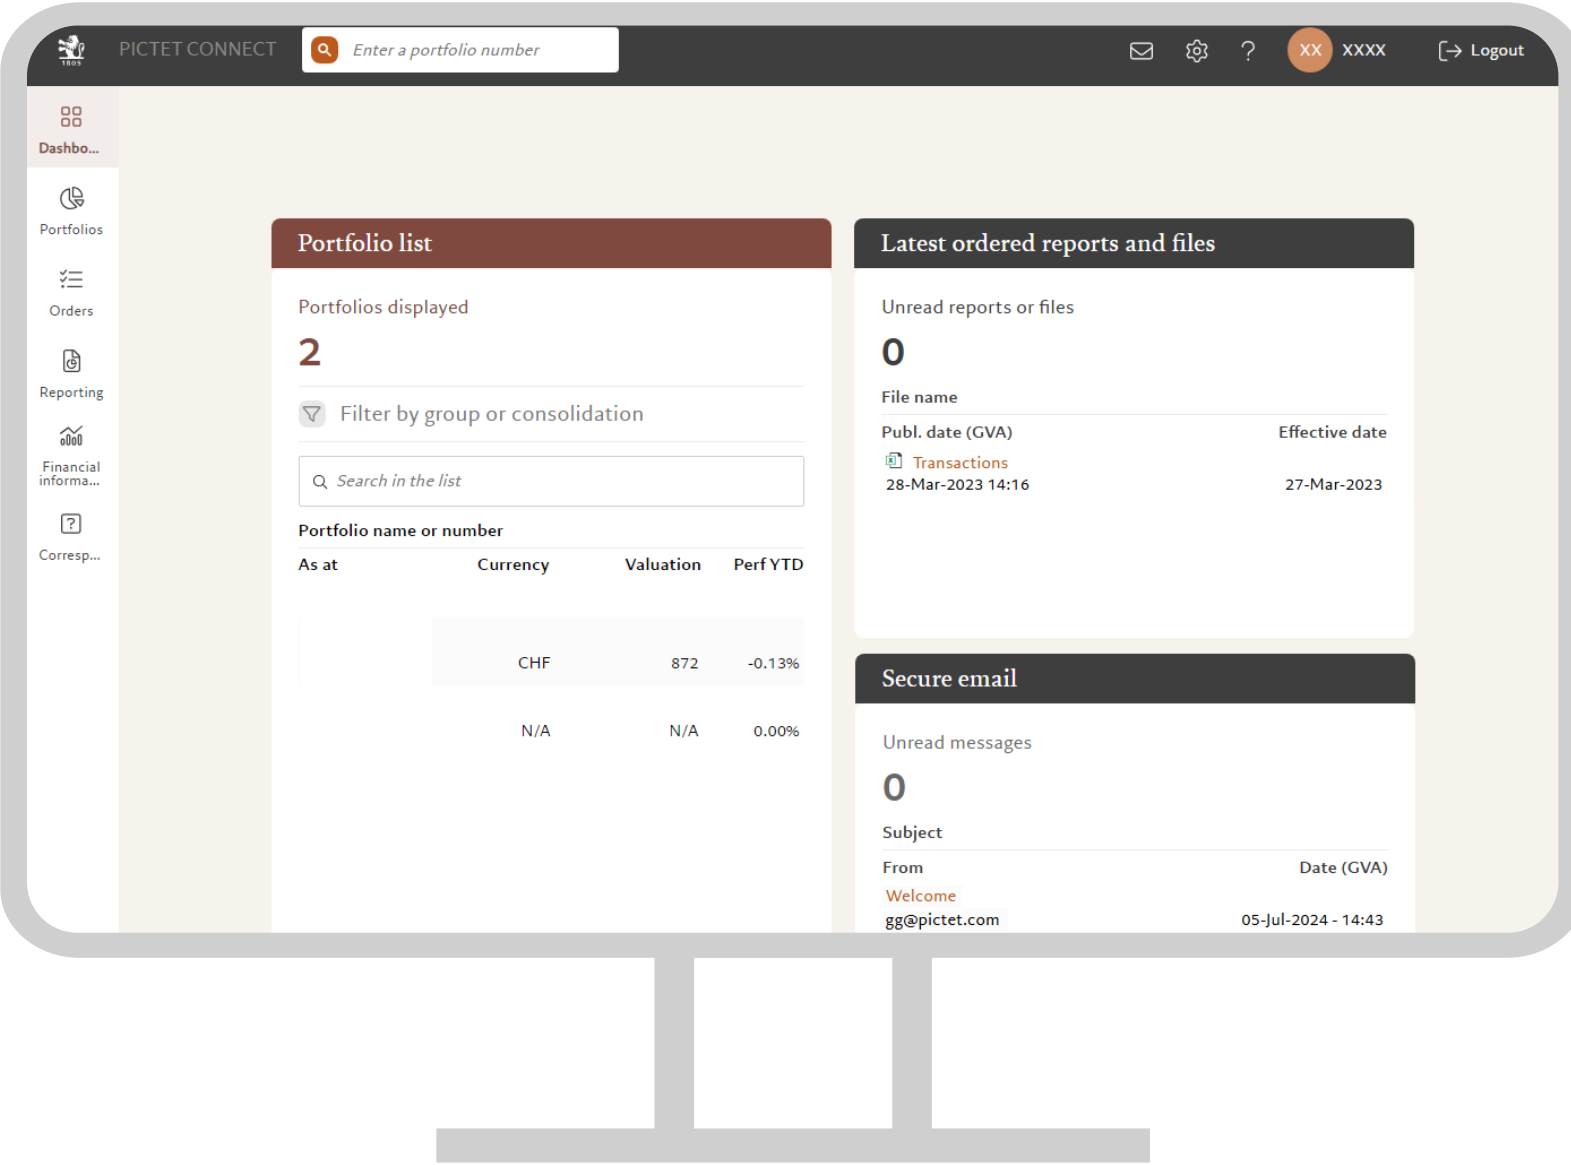 1805
PICTET CONNECT
Enter a portfolio number
XX
XXXX
Logout
Dashbo...
Portfolios
Orders
Reporting
Financial
informa...
Corresp...
Portfolio list
Portfolios displayed
2
Filter by group or consolidation
Search in the list
Portfolio name or number
As at Currency Valuation Perf YTD
CHF 872 -0.13%
N/A N/A 0.00%
Latest ordered reports and files
Unread reports or files
0
File name
Publ. date (GVA) Effective date
Transactions
28-Mar-2023 14:16 27-Mar-2023
Secure email
Unread messages
0
Subject
From Date (GVA)
Welcome
gg@pictet.com 05-Jul-2024 - 14:43